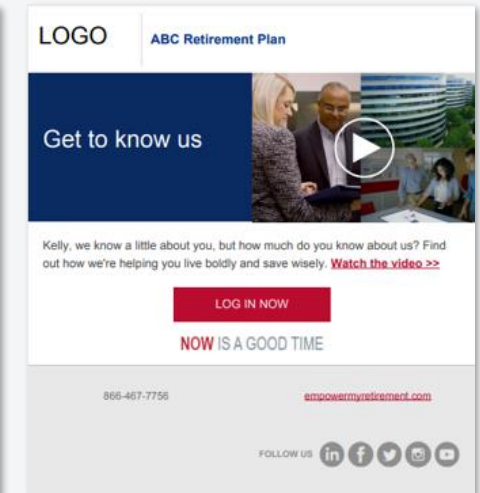 LOGO
ABC Retirement Plan
Get to know us
Kelly, we know a little about you, but how much do you know about us? Find
out how we're helping you live boldly and save wisely. Watch the video >>
LOG IN NOW
NOW IS A GOOD TIME
866-467-7756
empowermyretirement.com
FOLLOW US